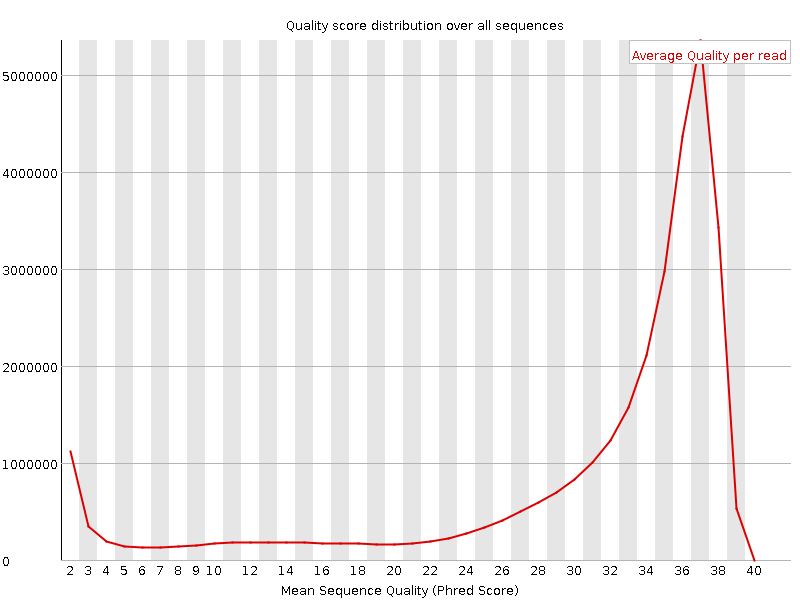 Quality score distribution over all sequences
Average Quality per read
5000000
4000000
3000000
2000000
1000000
0
2 3 4 5 6 7 8 9 10 12 14 16 18 20 22 24 26 28 30 32 34 36 38 40
Mean Sequence Quality (Phred Score)